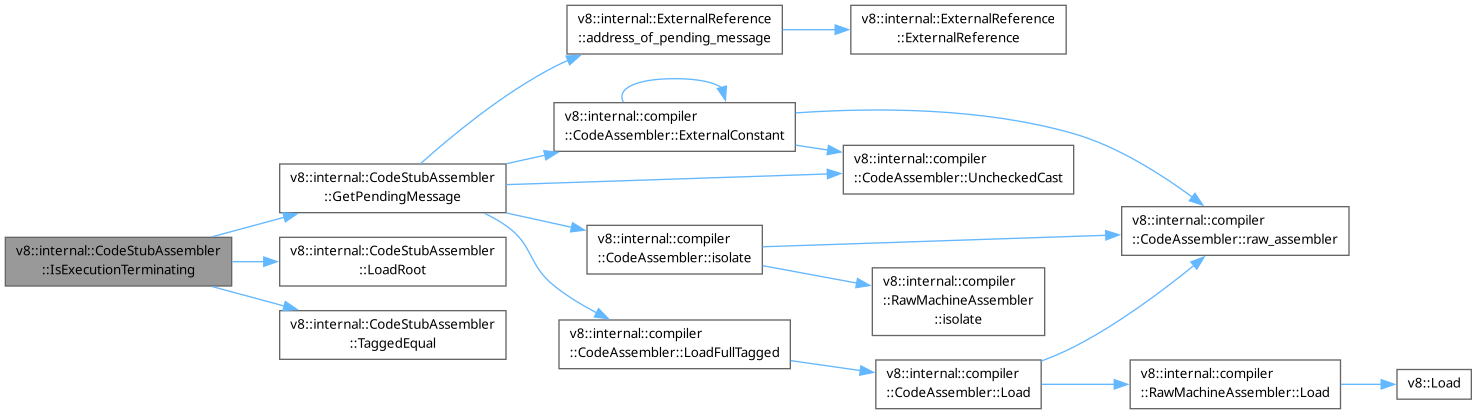 v8::internal::ExternalReference
::address_of_pending_message
v8::internal::ExternalReference
::ExternalReference
v8::internal::compiler
::CodeAssembler::ExternalConstant
v8::internal::compiler
::CodeAssembler::UncheckedCast
v8::internal::CodeStubAssembler
::GetPendingMessage
v8::internal::compiler
::CodeAssembler::raw_assembler
v8::internal::compiler
::CodeAssembler::isolate
v8::internal::CodeStubAssembler
::IsExecutionTerminating
v8::internal::CodeStubAssembler
::LoadRoot
v8::internal::compiler
::RawMachineAssembler
::isolate
v8::internal::CodeStubAssembler
::TaggedEqual
v8::internal::compiler
::CodeAssembler::LoadFullTagged
v8::internal::compiler
::CodeAssembler::Load
v8::internal::compiler
::RawMachineAssembler::Load
v8::Load